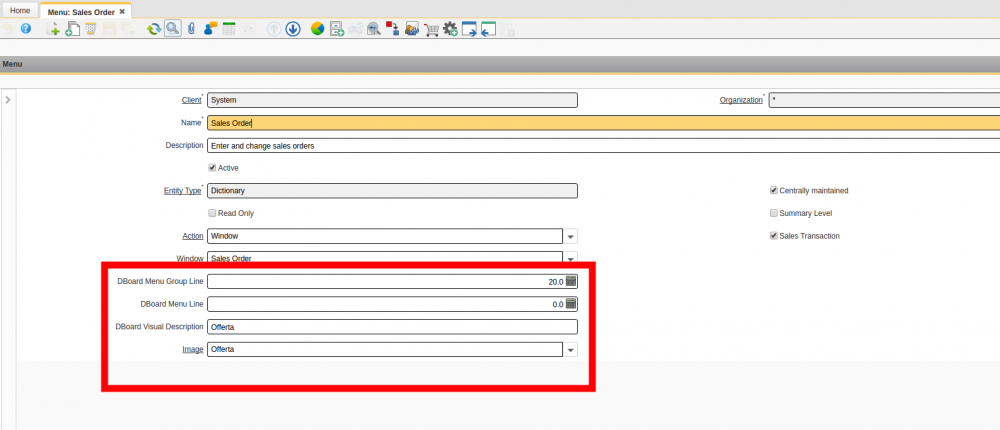 Home Menu: Sales Order ✖
Menu
Client* System Organization* *
Name* Sales Order
Description Enter and change sales orders
Active
Entity Type* Dictionary Centrally maintained
Read Only Summary Level
Action Window Sales Transaction
Window Sales Order
DBoard Menu Group Line 20.0
DBoard Menu Line 0.0
DBoard Visual Description Offerta
Image Offerta